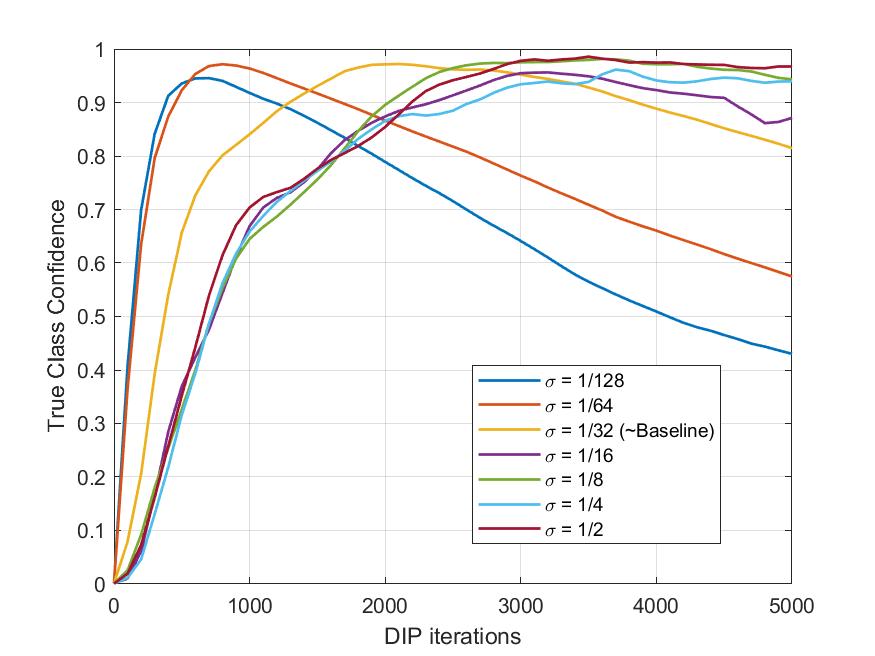 1
0.9
0.8
0.7
0.6
0.5
0.4
0.3
0.2
0.1
0
True Class Confidence
σ = 1/128
σ = 1/64
σ = 1/32 (~Baseline)
σ = 1/16
σ = 1/8
σ = 1/4
σ = 1/2
0 1000 2000 3000 4000 5000
DIP iterations